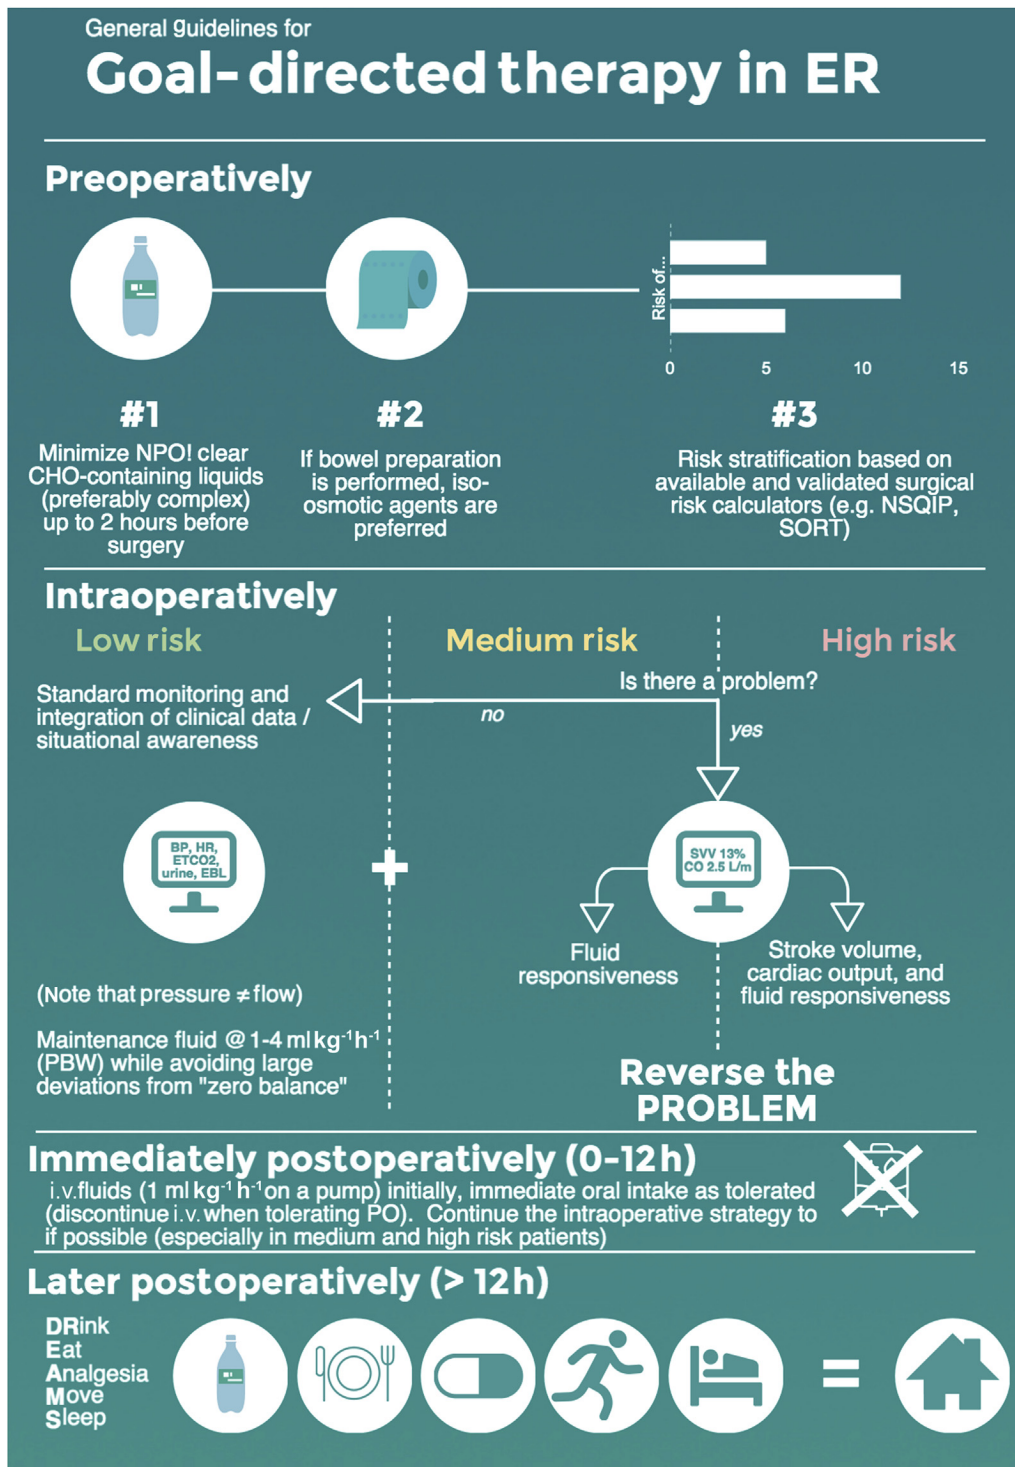 General guidelines for
Goal-directed therapy in ER
Preoperatively
Risk of...
0 5 10 15
#1
Minimize NPO! clear
CHO-containing liquids
(preferably complex)
up to 2 hours before
surgery
#2
If bowel preparation
is performed, iso-
osmotic agents are
preferred
#3
Risk stratification based on
available and validated surgical
risk calculators (e.g. NSQIP,
SORT)
Intraoperatively
Low risk
Medium risk
High risk
Standard monitoring and
integration of clinical data /
situational awareness
Is there a problem?
no
yes
BP, HR,
ETCO2,
urine, EBL
+
SVV 13%
CO 2.5 L/m
Fluid
responsiveness
Stroke volume,
cardiac output, and
fluid responsiveness
(Note that pressure ≠ flow)
Maintenance fluid @ 1-4 ml kg⁻¹ h⁻¹
(PBW) while avoiding large
deviations from "zero balance"
Reverse the
PROBLEM
Immediately postoperatively (0-12 h)
i.v.fluids (1 ml kg⁻¹ h⁻¹ on a pump) initially, immediate oral intake as tolerated
(discontinue i.v. when tolerating PO). Continue the intraoperative strategy to
if possible (especially in medium and high risk patients)
Later postoperatively (> 12 h)
DRink
Eat
Analgesia
Move
Sleep
=